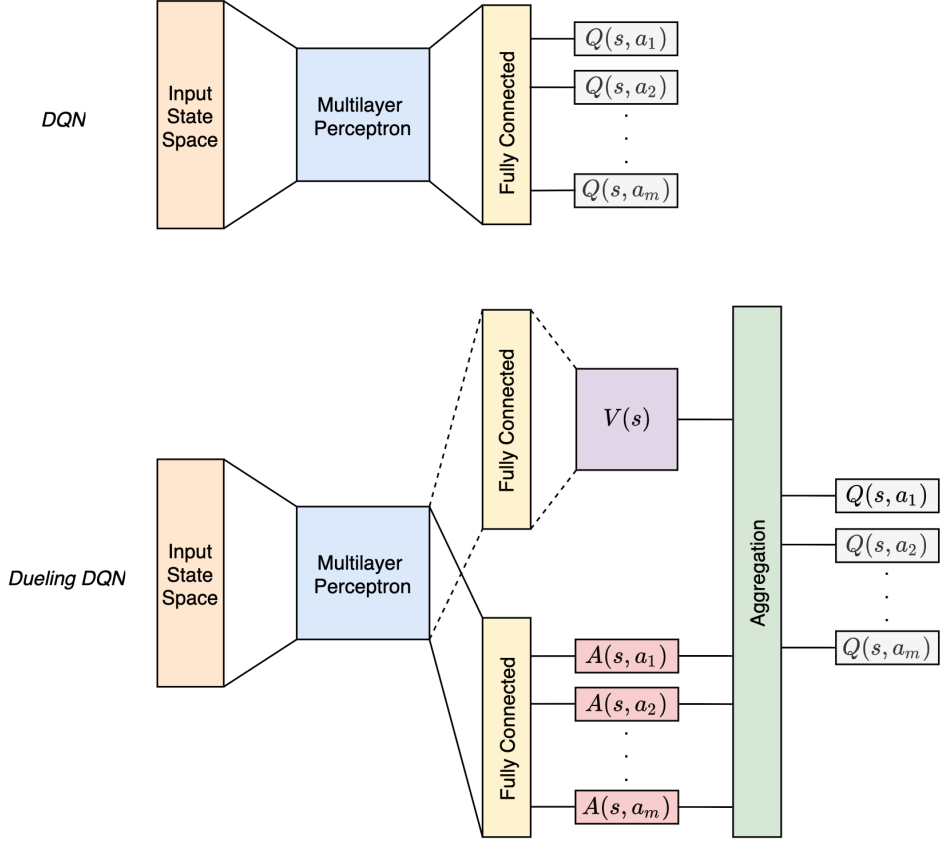 DQN
Input
State
Space
Multilayer
Perceptron
Fully Connected
Q(s, a₁)
Q(s, a₂)
Q(s, aₘ)
Dueling DQN
Input
State
Space
Multilayer
Perceptron
Fully Connected
V(s)
Fully Connected
A(s, a₁)
A(s, a₂)
A(s, aₘ)
Aggregation
Q(s, a₁)
Q(s, a₂)
Q(s, aₘ)